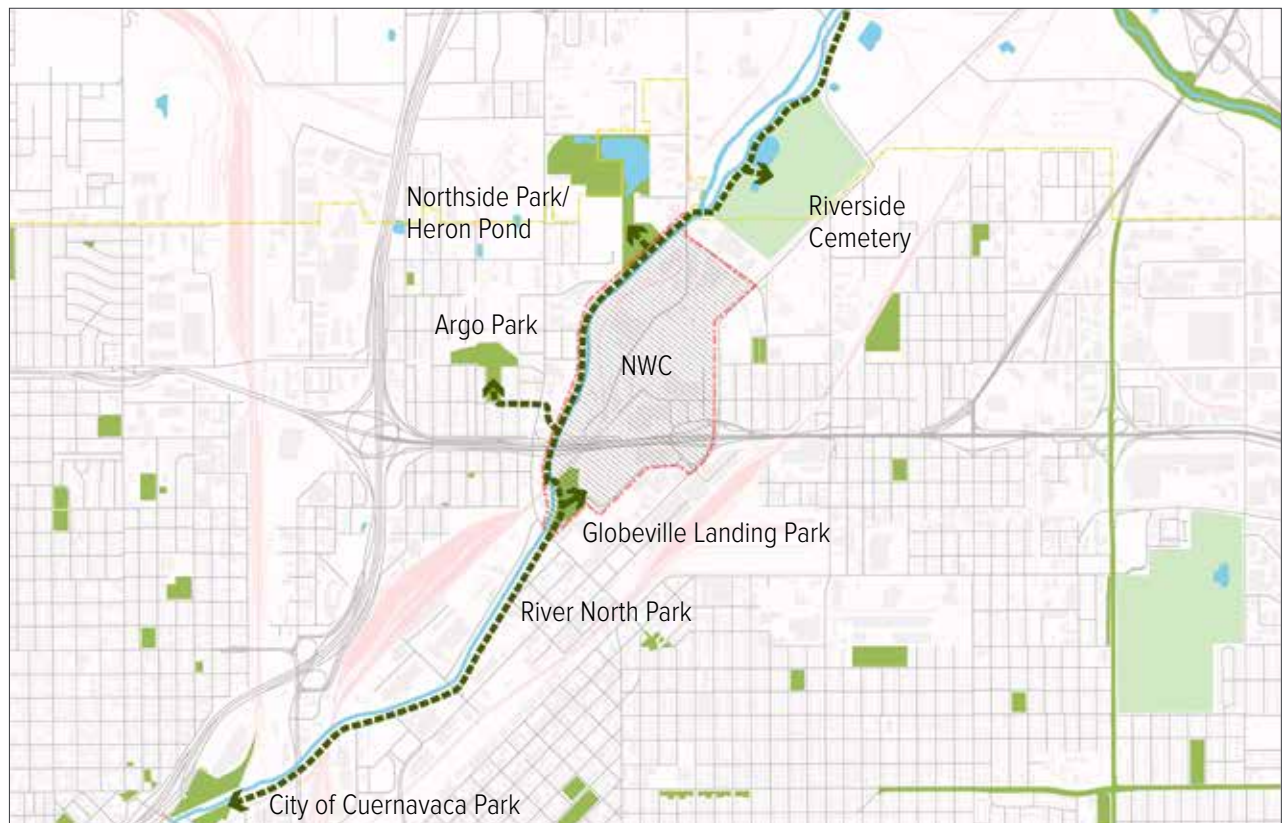 Northside Park/
Heron Pond
Riverside
Cemetery
Argo Park
NWC
Globeville Landing Park
River North Park
City of Cuernavaca Park